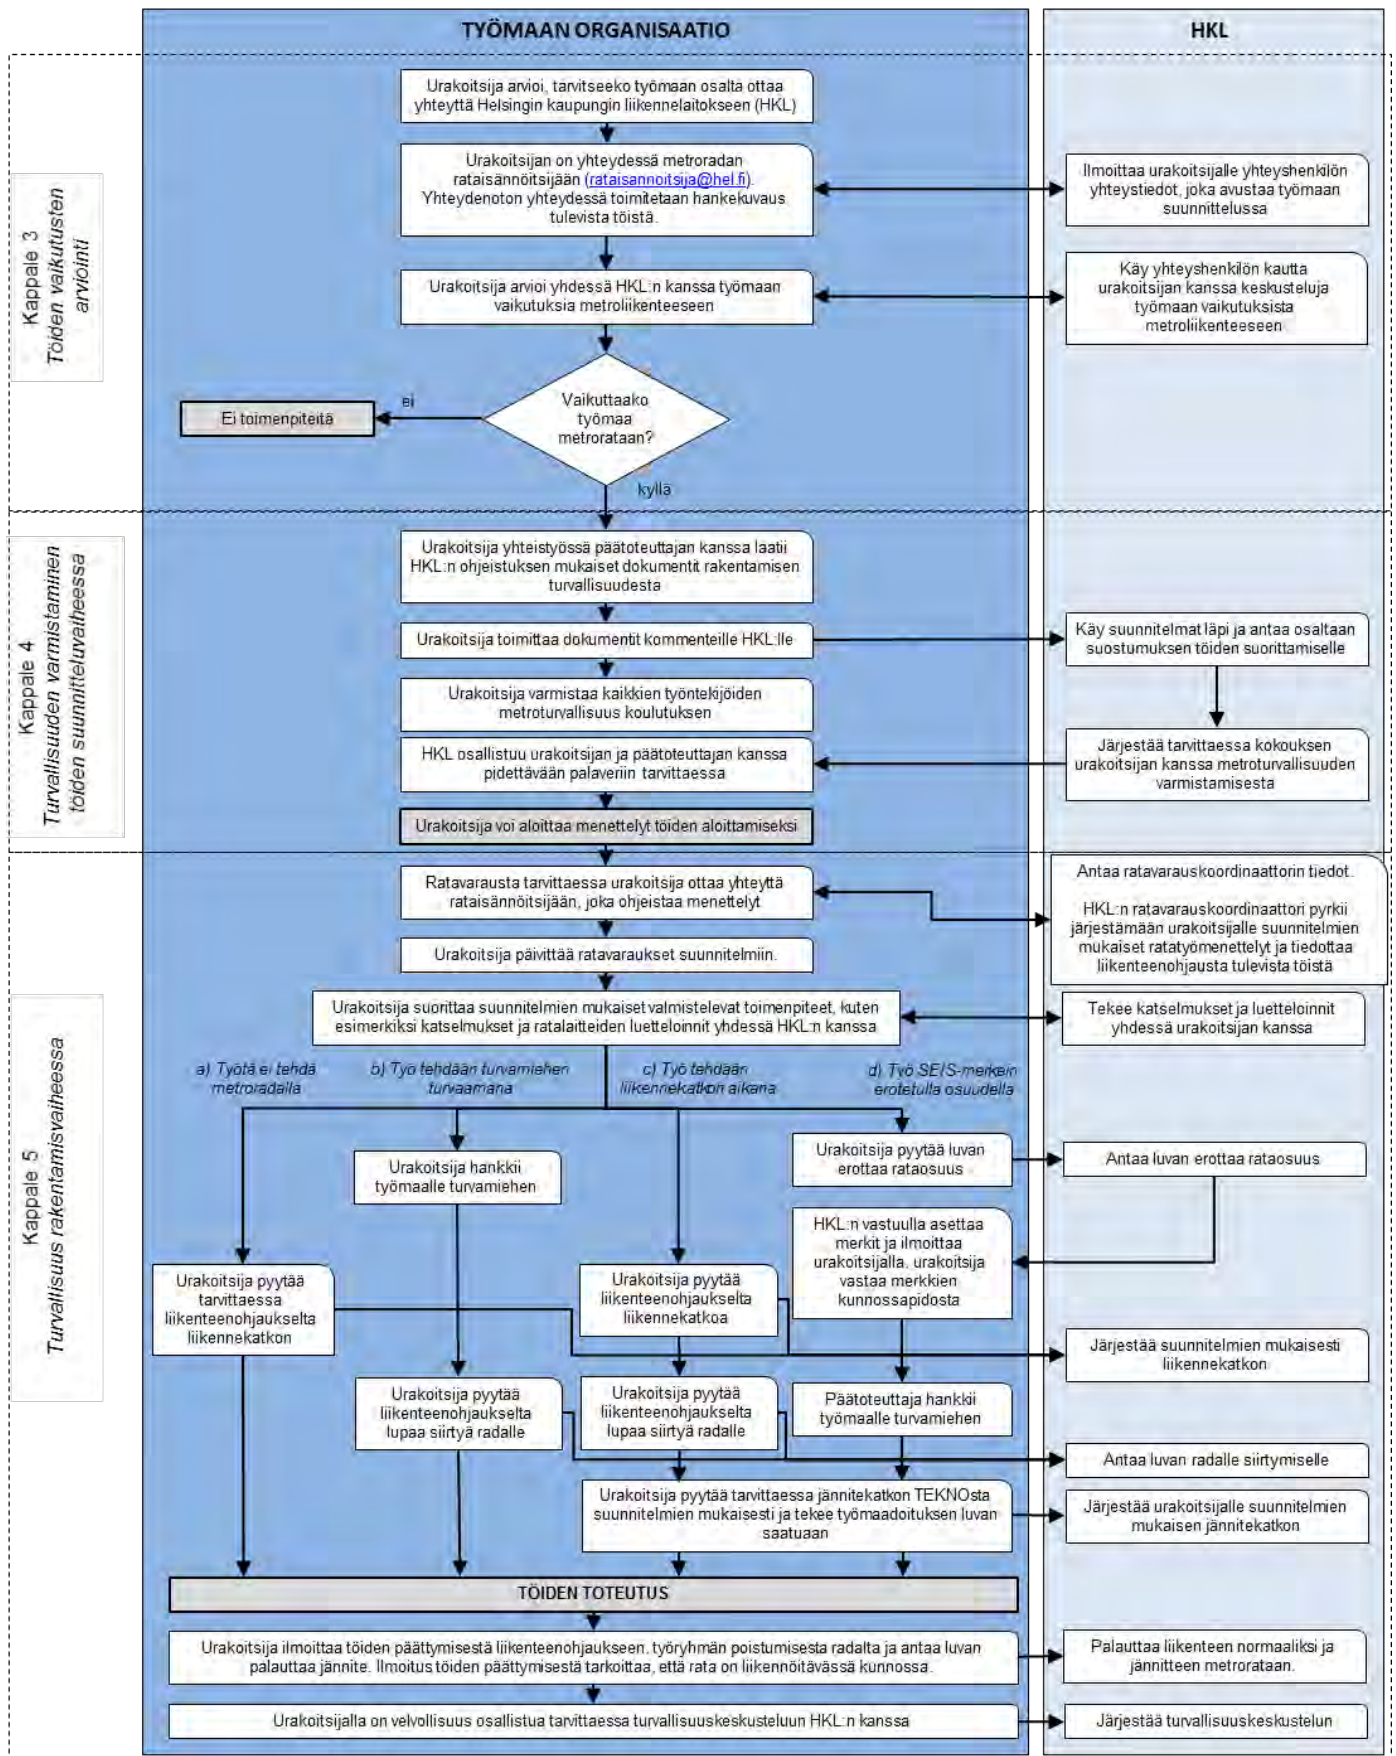 TYÖMAAN ORGANISAATIO
HKL
Kappale 3
Töiden vaikutusten
arviointi
Urakoitsija arvioi, tarvitseeko työmaan osalta ottaa
yhteyttä Helsingin kaupungin liikennelaitokseen (HKL)
Urakoitsijan on yhteydessä metroradan
rataisännöitsijään (rataisannoitsija@hel.fi).
Yhteydenoton yhteydessä toimitetaan hankekuvaus
tulevista töistä.
Ilmoittaa urakoitsijalle yhteyshenkilön
yhteystiedot, joka avustaa työmaan
suunnittelussa
Urakoitsija arvioi yhdessä HKL:n kanssa työmaan
vaikutuksia metroliikenteeseen
Käy yhteyshenkilön kautta
urakoitsijan kanssa keskusteluja
työmaan vaikutuksista
metroliikenteeseen
Vaikuttaako
työmaa
metrorataan?
ei
Ei toimenpiteitä
kyllä
Kappale 4
Turvallisuuden varmistaminen
töiden suunnitteluvaiheessa
Urakoitsija yhteistyössä päätoteuttajan kanssa laatii
HKL:n ohjeistuksen mukaiset dokumentit rakentamisen
turvallisuudesta
Urakoitsija toimittaa dokumentit kommenteille HKL:lle
Käy suunnitelmat läpi ja antaa osaltaan
suostumuksen töiden suorittamiselle
Urakoitsija varmistaa kaikkien työntekijöiden
metroturvallisuus koulutuksen
HKL osallistuu urakoitsijan ja päätoteuttajan kanssa
pidettävään palaveriin tarvittaessa
Järjestää tarvittaessa kokouksen
urakoitsijan kanssa metroturvallisuuden
varmistamisesta
Urakoitsija voi aloittaa menettelyt töiden aloittamiseksi
Kappale 5
Turvallisuus rakentamisvaiheessa
Ratavarausta tarvittaessa urakoitsija ottaa yhteyttä
rataisännöitsijään, joka ohjeistaa menettelyt
Antaa ratavarauskoordinaattorin tiedot.
HKL:n ratavarauskoordinaattori pyrkii
järjestämään urakoitsijalle suunnitelmien
mukaiset ratatyömenettelyt ja tiedottaa
liikenteenohjausta tulevista töistä
Urakoitsija päivittää ratavaraukset suunnitelmiin.
Urakoitsija suorittaa suunnitelmien mukaiset valmistelevat toimenpiteet, kuten
esimerkiksi katselmukset ja ratalaitteiden luetteloinnit yhdessä HKL:n kanssa
Tekee katselmukset ja luetteloinnit
yhdessä urakoitsijan kanssa
a) Työtä ei tehdä
metroradalla
b) Työ tehdään turvamiehen
turvaamana
c) Työ tehdään
liikennekatkon aikana
d) Työ SEIS-merkein
erotetulla osuudella
Urakoitsija pyytää luvan
erottaa rataosuus
Antaa luvan erottaa rataosuus
Urakoitsija hankkii
työmaalle turvamiehen
HKL:n vastuulla asettaa
merkit ja ilmoittaa
urakoitsijalla, urakoitsija
vastaa merkkien
kunnossapidosta
Urakoitsija pyytää
tarvittaessa
liikenteenohjaukselta
liikennekatkon
Urakoitsija pyytää
liikenteenohjaukselta
liikennekatkoa
Järjestää suunnitelmien mukaisesti
liikennekatkon
Urakoitsija pyytää
liikenteenohjaukselta
lupaa siirtyä radalle
Urakoitsija pyytää
liikenteenohjaukselta
lupaa siirtyä radalle
Päätoteuttaja hankkii
työmaalle turvamiehen
Antaa luvan radalle siirtymiselle
Urakoitsija pyytää tarvittaessa jännitekatkon TEKNOsta
suunnitelmien mukaisesti ja tekee työmaadoituksen luvan
saatuaan
Järjestää urakoitsijalle suunnitelmien
mukaisen jännitekatkon
TÖIDEN TOTEUTUS
Urakoitsija ilmoittaa töiden päättymisestä liikenteenohjaukseen, työryhmän poistumisesta radalta ja antaa luvan
palauttaa jännite. Ilmoitus töiden päättymisestä tarkoittaa, että rata on liikennöitävässä kunnossa.
Palauttaa liikenteen normaaliksi ja
jännitteen metrorataan.
Urakoitsijalla on velvollisuus osallistua tarvittaessa turvallisuuskeskusteluun HKL:n kanssa
Järjestää turvallisuuskeskustelun